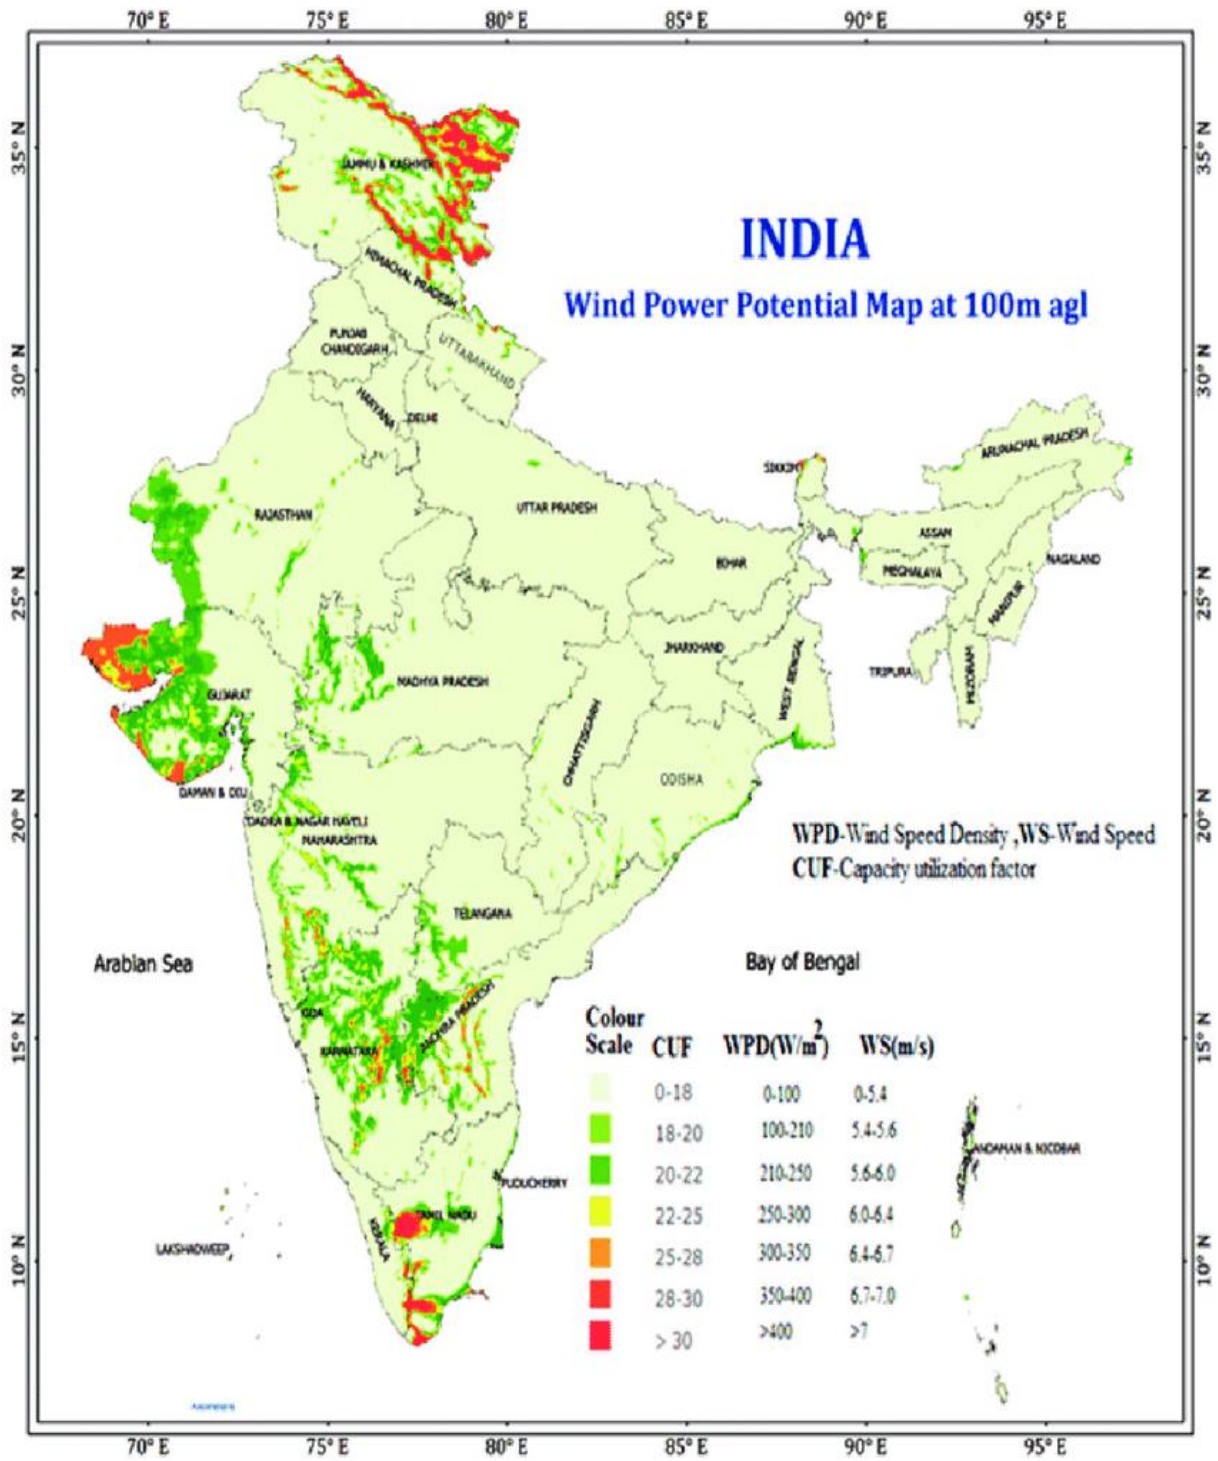 70° E 75° E 80° E 85° E 90° E 95° E
35° N
30° N
25° N
20° N
15° N
10° N
35° N
30° N
25° N
20° N
15° N
10° N
INDIA
Wind Power Potential Map at 100m agl
JAMMU & KASHMIR
HIMACHAL PRADESH
PUNJAB
CHANDIGARH
UTTARAKHAND
HARYANA
DELHI
ARUNACHAL PRADESH
SIKKIM
RAJASTHAN
UTTAR PRADESH
ASSAM
BIHAR
MEGHALAYA
NAGALAND
MANIPUR
JHARKHAND
WEST BENGAL
TRIPURA
MIZORAM
GUJARAT
MADHYA PRADESH
CHHATTISGARH
ODISHA
DAMAN & DIU
DADRA & NAGAR HAVELI
MAHARASHTRA
WPD-Wind Speed Density ,WS-Wind Speed
CUF-Capacity utilization factor
TELANGANA
Arabian Sea
Bay of Bengal
GOA
ANDHRA PRADESH
KARNATAKA
Colour
Scale CUF WPD(W/m2) WS(m/s)
0-18 0-100 0-5.4
18-20 100-210 5.4-5.6
20-22 210-250 5.6-6.0
22-25 250-300 6.0-6.4
25-28 300-350 6.4-6.7
28-30 350-400 6.7-7.0
> 30 >400 >7
ANDAMAN & NICOBAR
PUDUCHERRY
TAMIL NADU
KERALA
LAKSHADWEEP
70° E 75° E 80° E 85° E 90° E 95° E